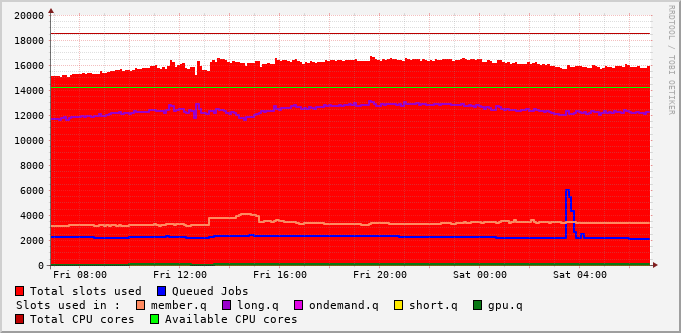 20000
18000
16000
14000
12000
10000
8000
6000
4000
2000
0
Fri 08:00 Fri 12:00 Fri 16:00 Fri 20:00 Sat 00:00 Sat 04:00
RRDTOOL / TOBI OETIKER
Total slots used Queued Jobs
Slots used in : member.q long.q ondemand.q short.q gpu.q
Total CPU cores Available CPU cores